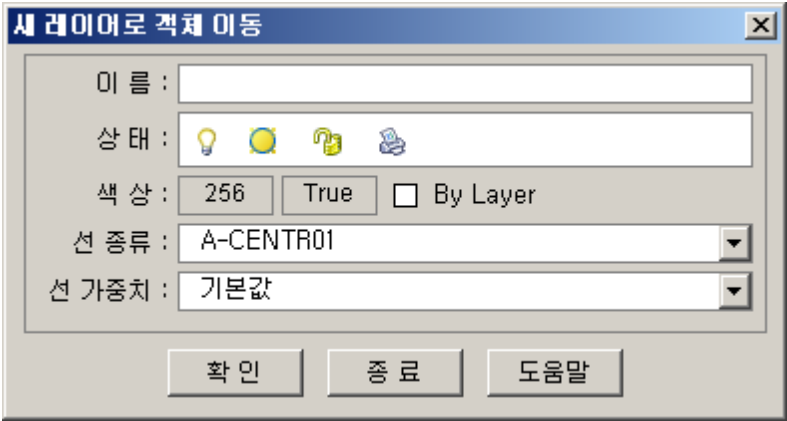 새 레이어로 객체 이동
이 름 :
상 태 :
색 상 : 256 True By Layer
선 종류 : A-CENTR01
선 가중치 : 기본값
확 인 종 료 도움말